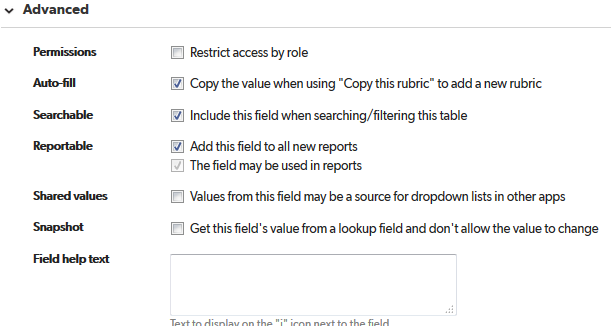 Advanced
Permissions Restrict access by role
Auto-fill Copy the value when using "Copy this rubric" to add a new rubric
Searchable Include this field when searching/filtering this table
Reportable Add this field to all new reports
The field may be used in reports
Shared values Values from this field may be a source for dropdown lists in other apps
Snapshot Get this field's value from a lookup field and don't allow the value to change
Field help text
Text to display on the "i" icon next to the field